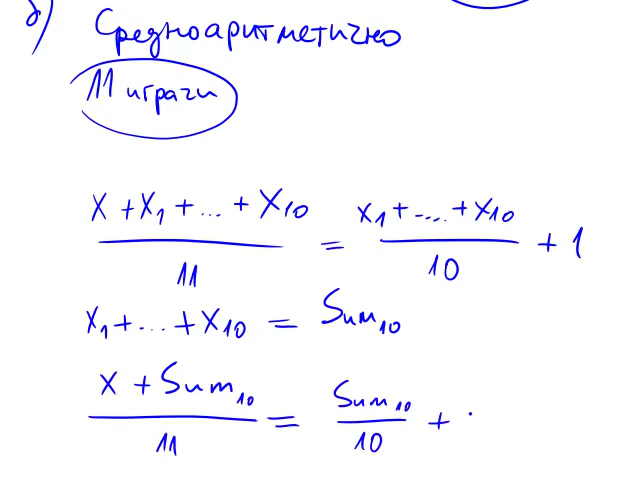 б) Средноаритметично
11 играчи
x + x₁ + ... + x₁₀ / 11 = x₁ + .... + x₁₀ / 10 + 1
x₁ + ... + x₁₀ = Sum₁₀
x + Sum₁₀ / 11 = Sum₁₀ / 10 + .